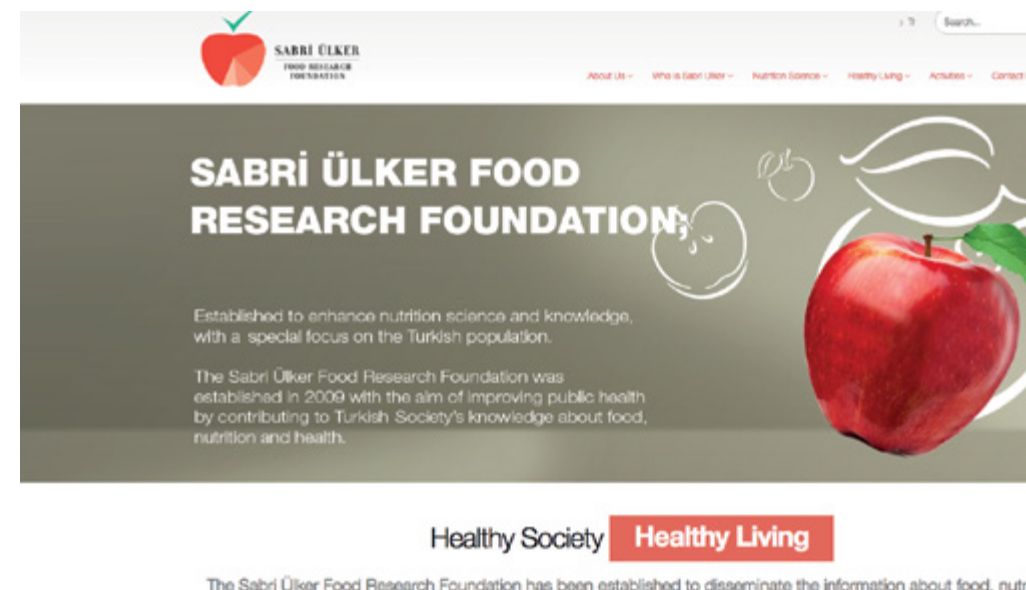 SABRİ ÜLKER
FOOD RESEARCH
FOUNDATION
Search...
About Us
Who is Sabri Ülker
Nutrition Science
Healthy Living
Activities
Contact
SABRİ ÜLKER FOOD
RESEARCH FOUNDATION;
Established to enhance nutrition science and knowledge,
with a special focus on the Turkish population.
The Sabri Ülker Food Research Foundation was
established in 2009 with the aim of improving public health
by contributing to Turkish Society's knowledge about food,
nutrition and health.
Healthy Society Healthy Living
The Sabri Ülker Food Research Foundation has been established to disseminate the information about food, nutr